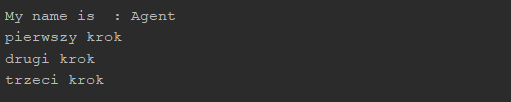 My name is  : Agent
pierwszy krok
drugi krok
trzeci krok